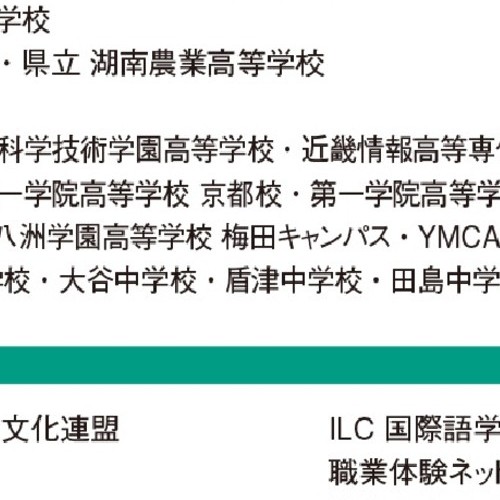 学校
・県立 湖南農業高等学校
科学技術学園高等学校・近畿情報高等専
一学院高等学校 京都校・第一学院高等学
八洲学園高等学校 梅田キャンパス・YMCA
学校・大谷中学校・盾津中学校・田島中学
文化連盟
ILC 国際語学
職業体験ネッ